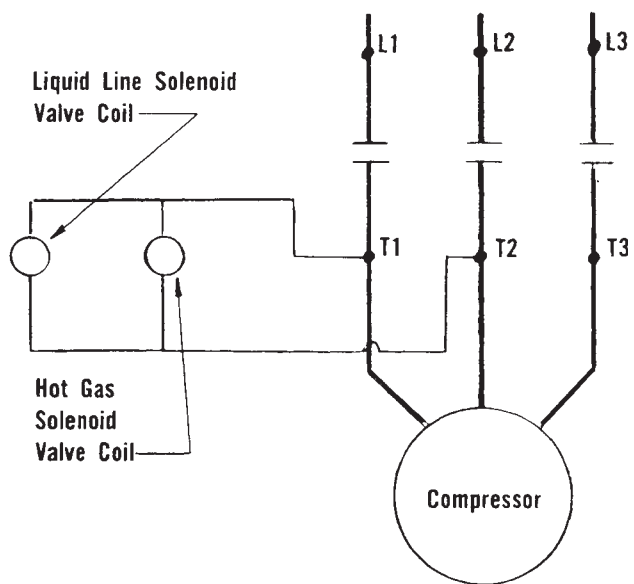 L1
L2
L3
Liquid Line Solenoid
Valve Coil
T1
T2
T3
Hot Gas
Solenoid
Valve Coil
Compressor